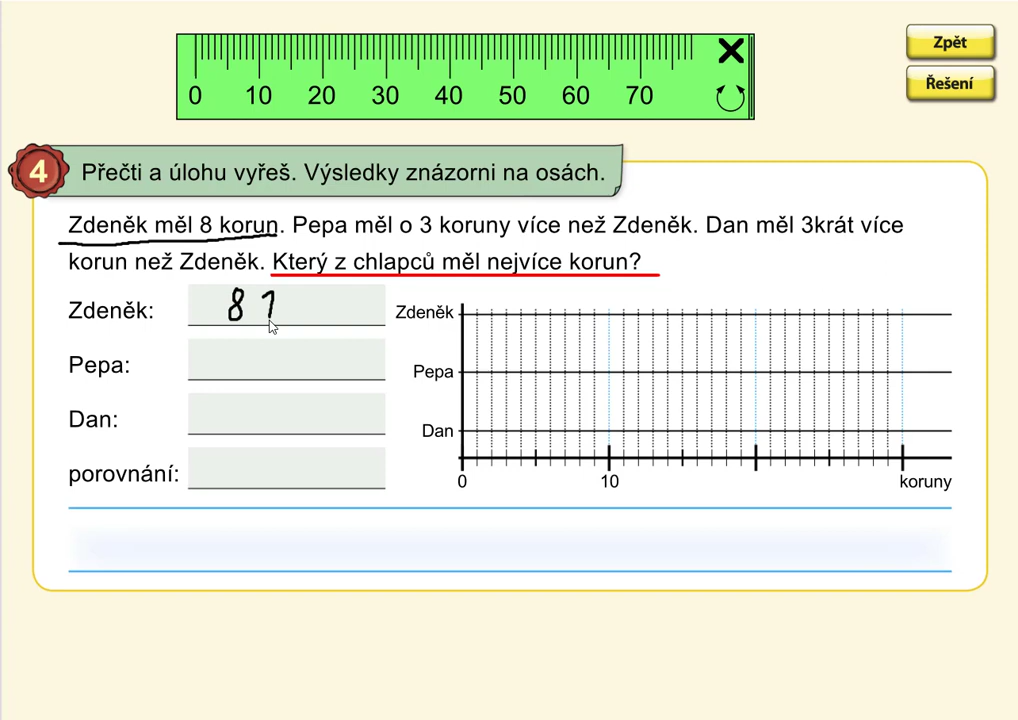 Zpět
Řešení
0 10 20 30 40 50 60 70
4 Přečti a úlohu vyřeš. Výsledky znázorni na osách.
Zdeněk měl 8 korun. Pepa měl o 3 koruny více než Zdeněk. Dan měl 3krát více
korun než Zdeněk. Který z chlapců měl nejvíce korun?
Zdeněk: 8
Pepa:
Dan:
porovnání:
Zdeněk
Pepa
Dan
0 10 koruny